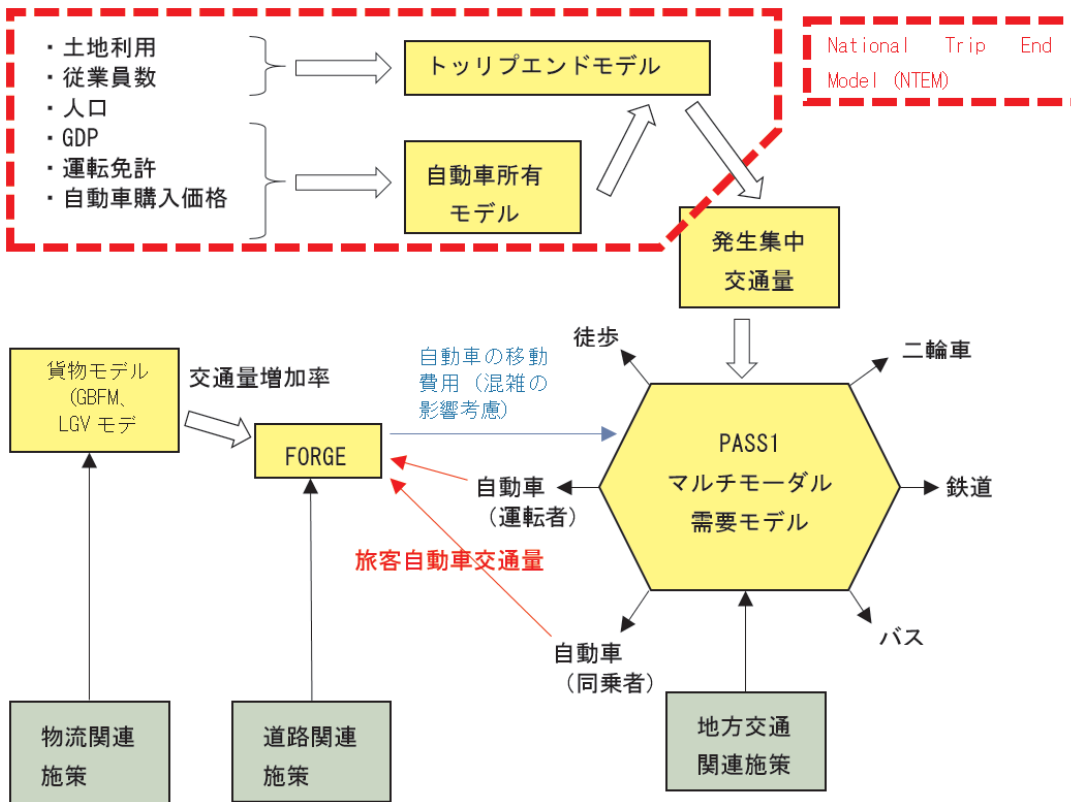 ・土地利用
・従業員数
・人口
・GDP
・運転免許
・自動車購入価格
トッリプエンドモデル
自動車所有
モデル
National Trip End
Model (NTEM)
発生集中
交通量
貨物モデル
(GBFM、
LGV モデ
交通量増加率
FORGE
自動車の移動
費用（混雑の
影響考慮）
徒歩
二輪車
PASS1
マルチモーダル
需要モデル
鉄道
自動車
（運転者）
旅客自動車交通量
バス
自動車
（同乗者）
物流関連
施策
道路関連
施策
地方交通
関連施策